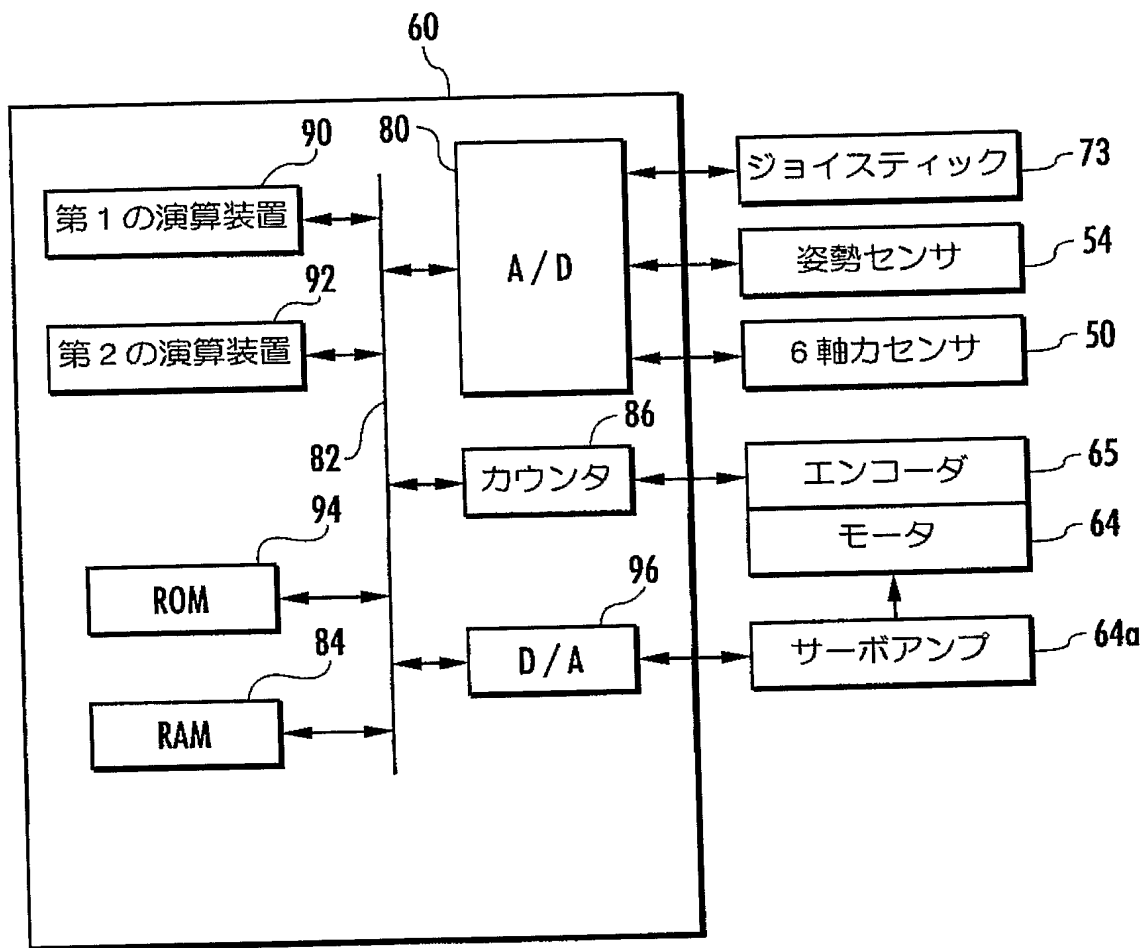 60
90
80
第1の演算装置
ジョイスティック
73
A/D
姿勢センサ
54
92
第2の演算装置
6軸力センサ
50
82
86
カウンタ
エンコーダ
65
モータ
64
94
ROM
96
D/A
サーボアンプ
64a
84
RAM